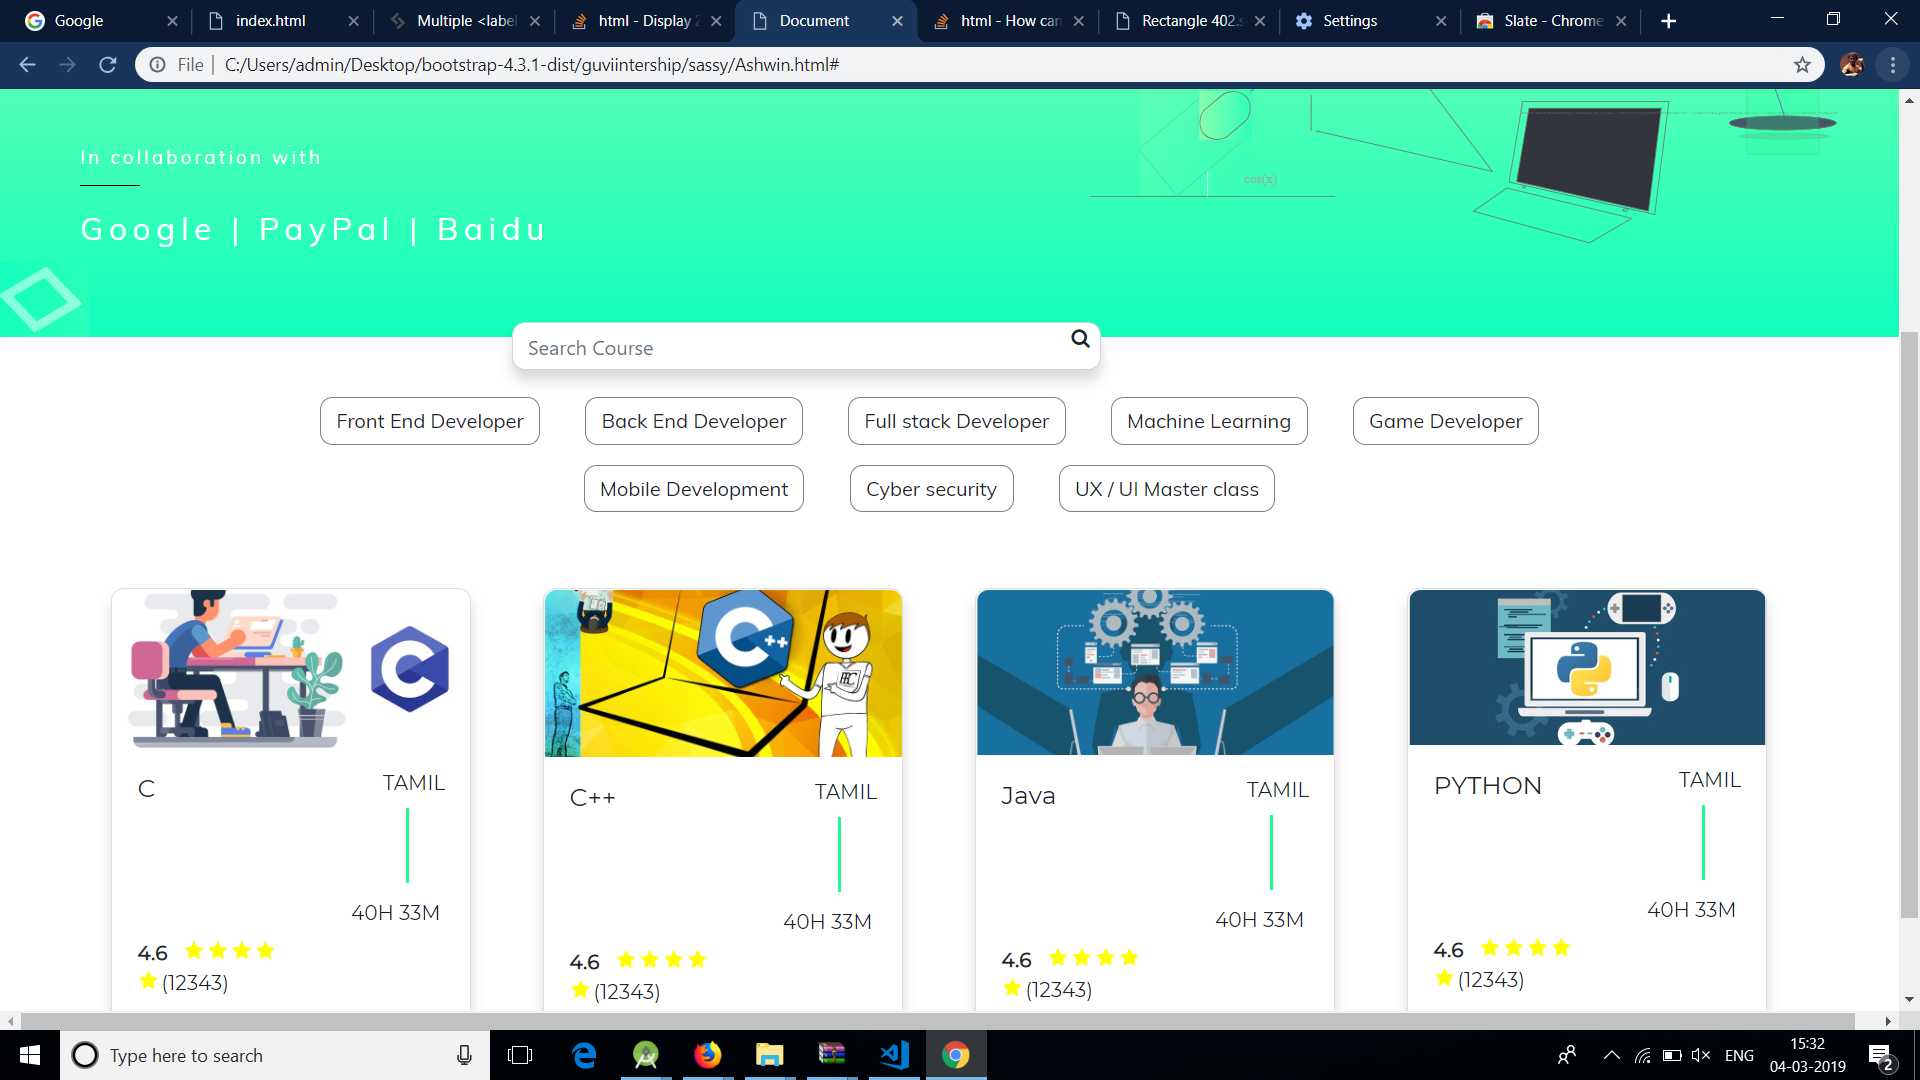 Google
index.html
Multiple <label
html - Display 2
Document
html - How can
Rectangle 402.s
Settings
Slate - Chrome
File
C:/Users/admin/Desktop/bootstrap-4.3.1-dist/guviintership/sassy/Ashwin.html#
cos(x)
In collaboration with
Google | PayPal | Baidu
Search Course
Front End Developer
Back End Developer
Full stack Developer
Machine Learning
Game Developer
Mobile Development
Cyber security
UX / UI Master class
C
C
TAMIL
40H 33M
4.6
(12343)
C++
C++
TAMIL
40H 33M
4.6
(12343)
Java
TAMIL
40H 33M
4.6
(12343)
PYTHON
TAMIL
40H 33M
4.6
(12343)
Type here to search
ENG
15:32
04-03-2019
2